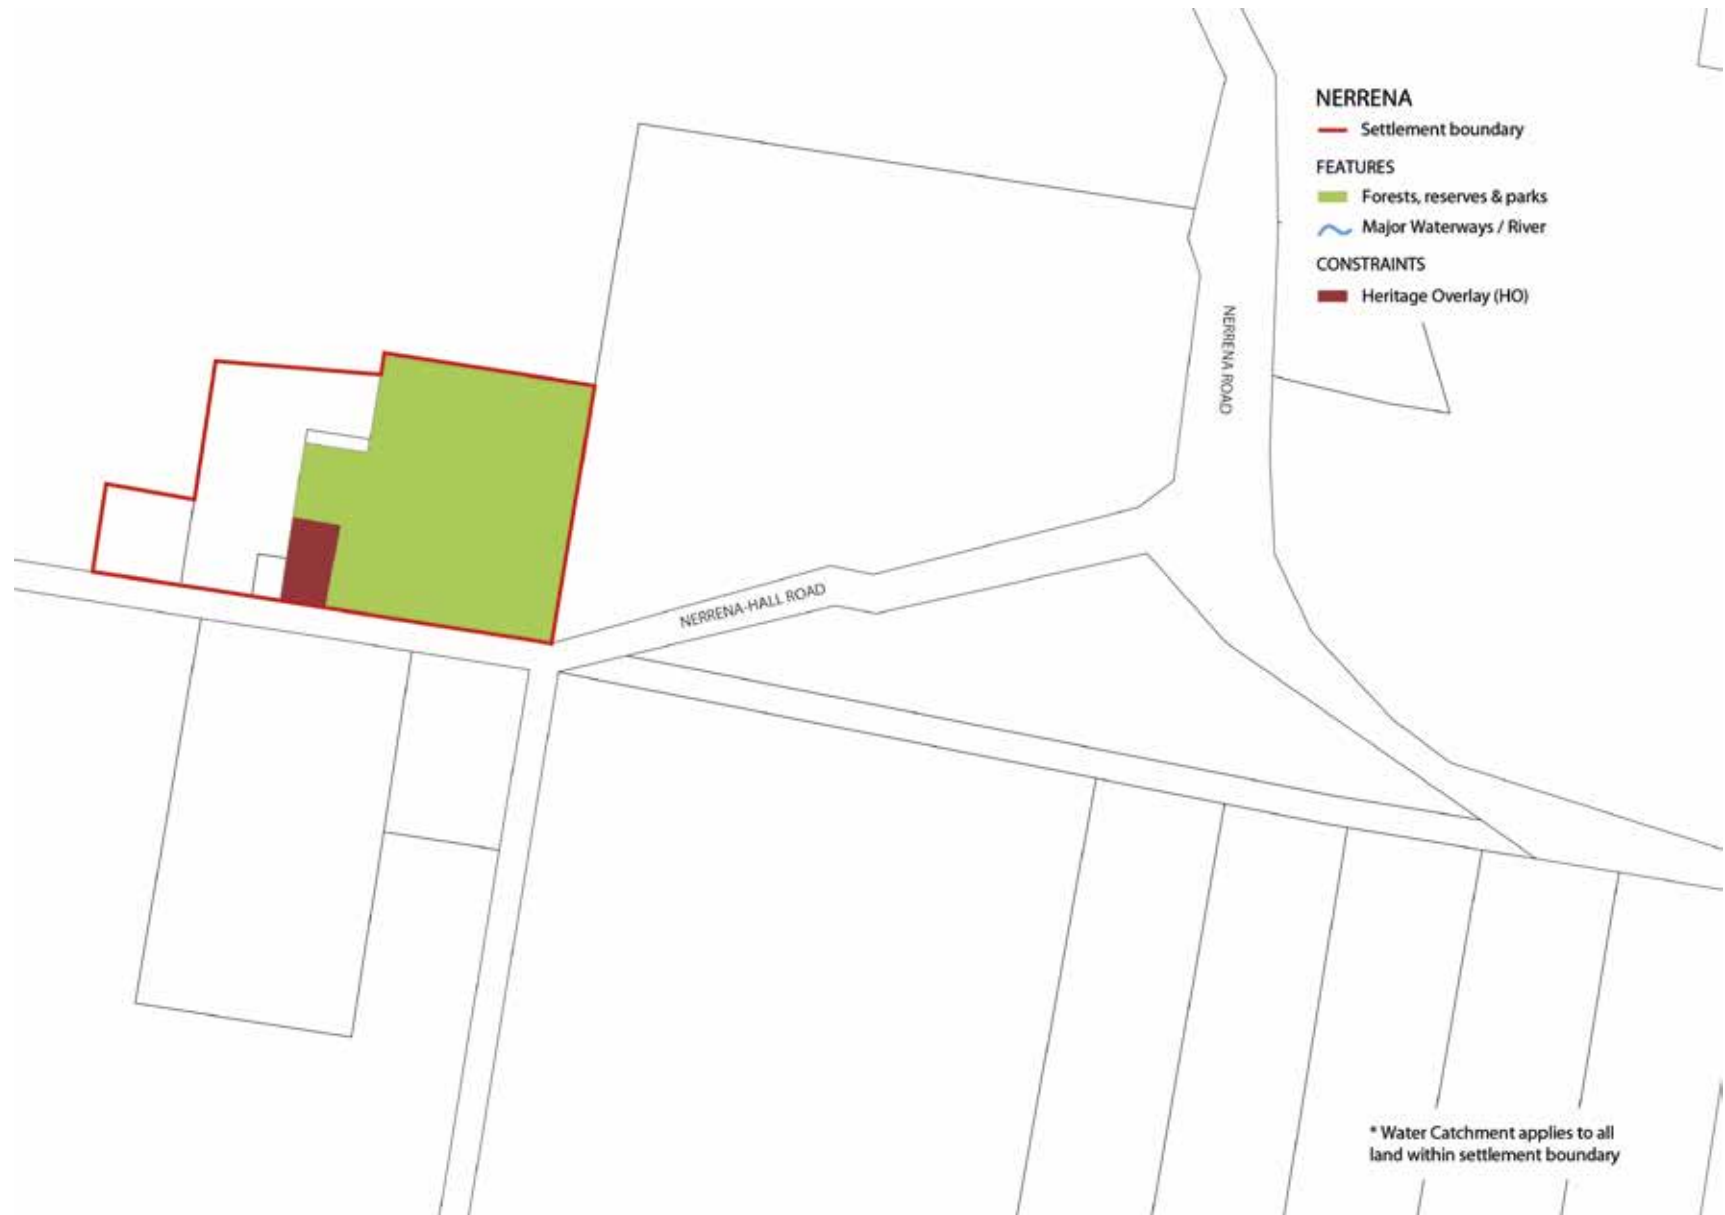 NERRENA
Settlement boundary
FEATURES
Forests, reserves & parks
Major Waterways / River
CONSTRAINTS
Heritage Overlay (HO)
NERRENA ROAD
NERRENA-HALL ROAD
* Water Catchment applies to all
land within settlement boundary